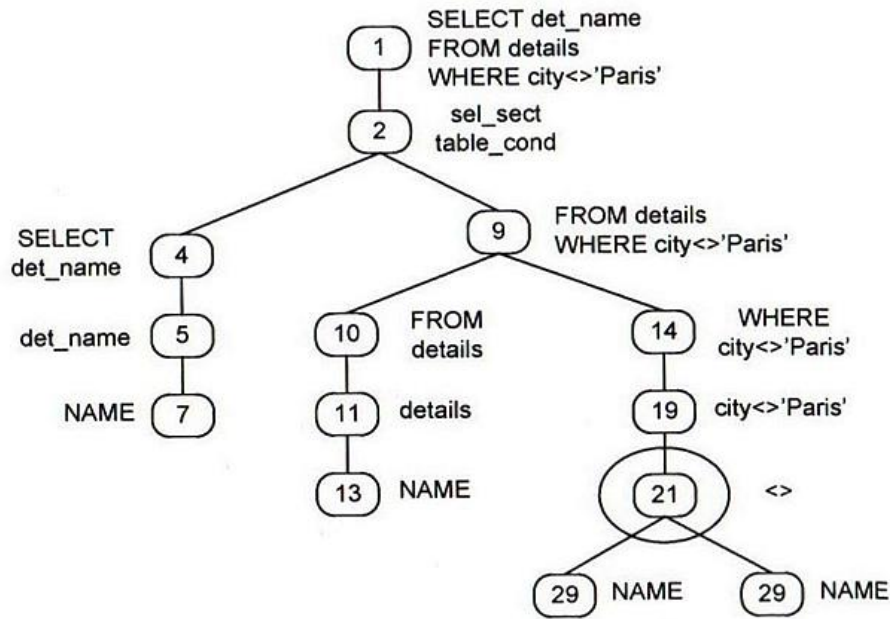 1
SELECT det_name
FROM details
WHERE city<>'Paris'
2
sel_sect
table_cond
SELECT
det_name
4
9
FROM details
WHERE city<>'Paris'
det_name
5
10
FROM
details
14
WHERE
city<>'Paris'
NAME
7
11
details
19
city<>'Paris'
13
NAME
21
<>
29
NAME
29
NAME